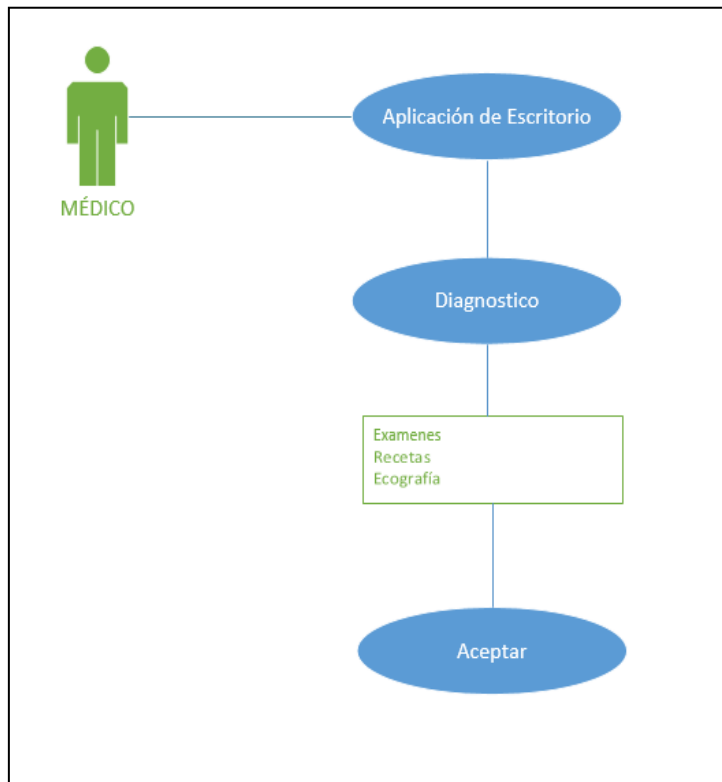 Aplicación de Escritorio
MÉDICO
Diagnostico
Examenes
Recetas
Ecografía
Aceptar